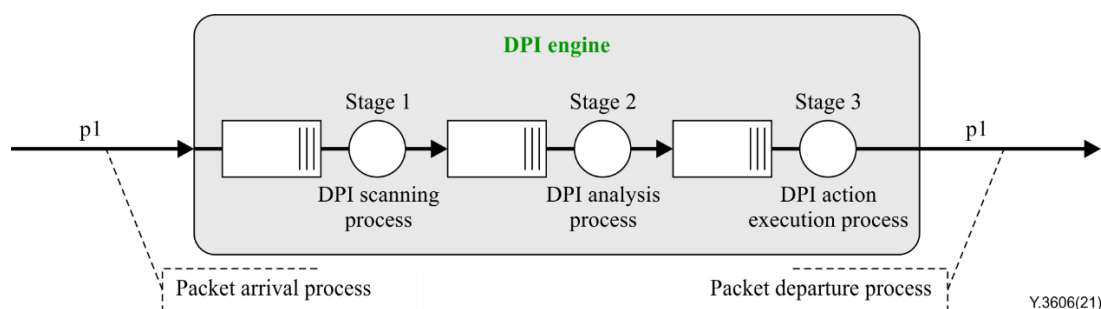 DPI engine
Stage 1
Stage 2
Stage 3
p1
p1
DPI scanning
process
DPI analysis
process
DPI action
execution process
Packet arrival process
Packet departure process
Y.3606(21)